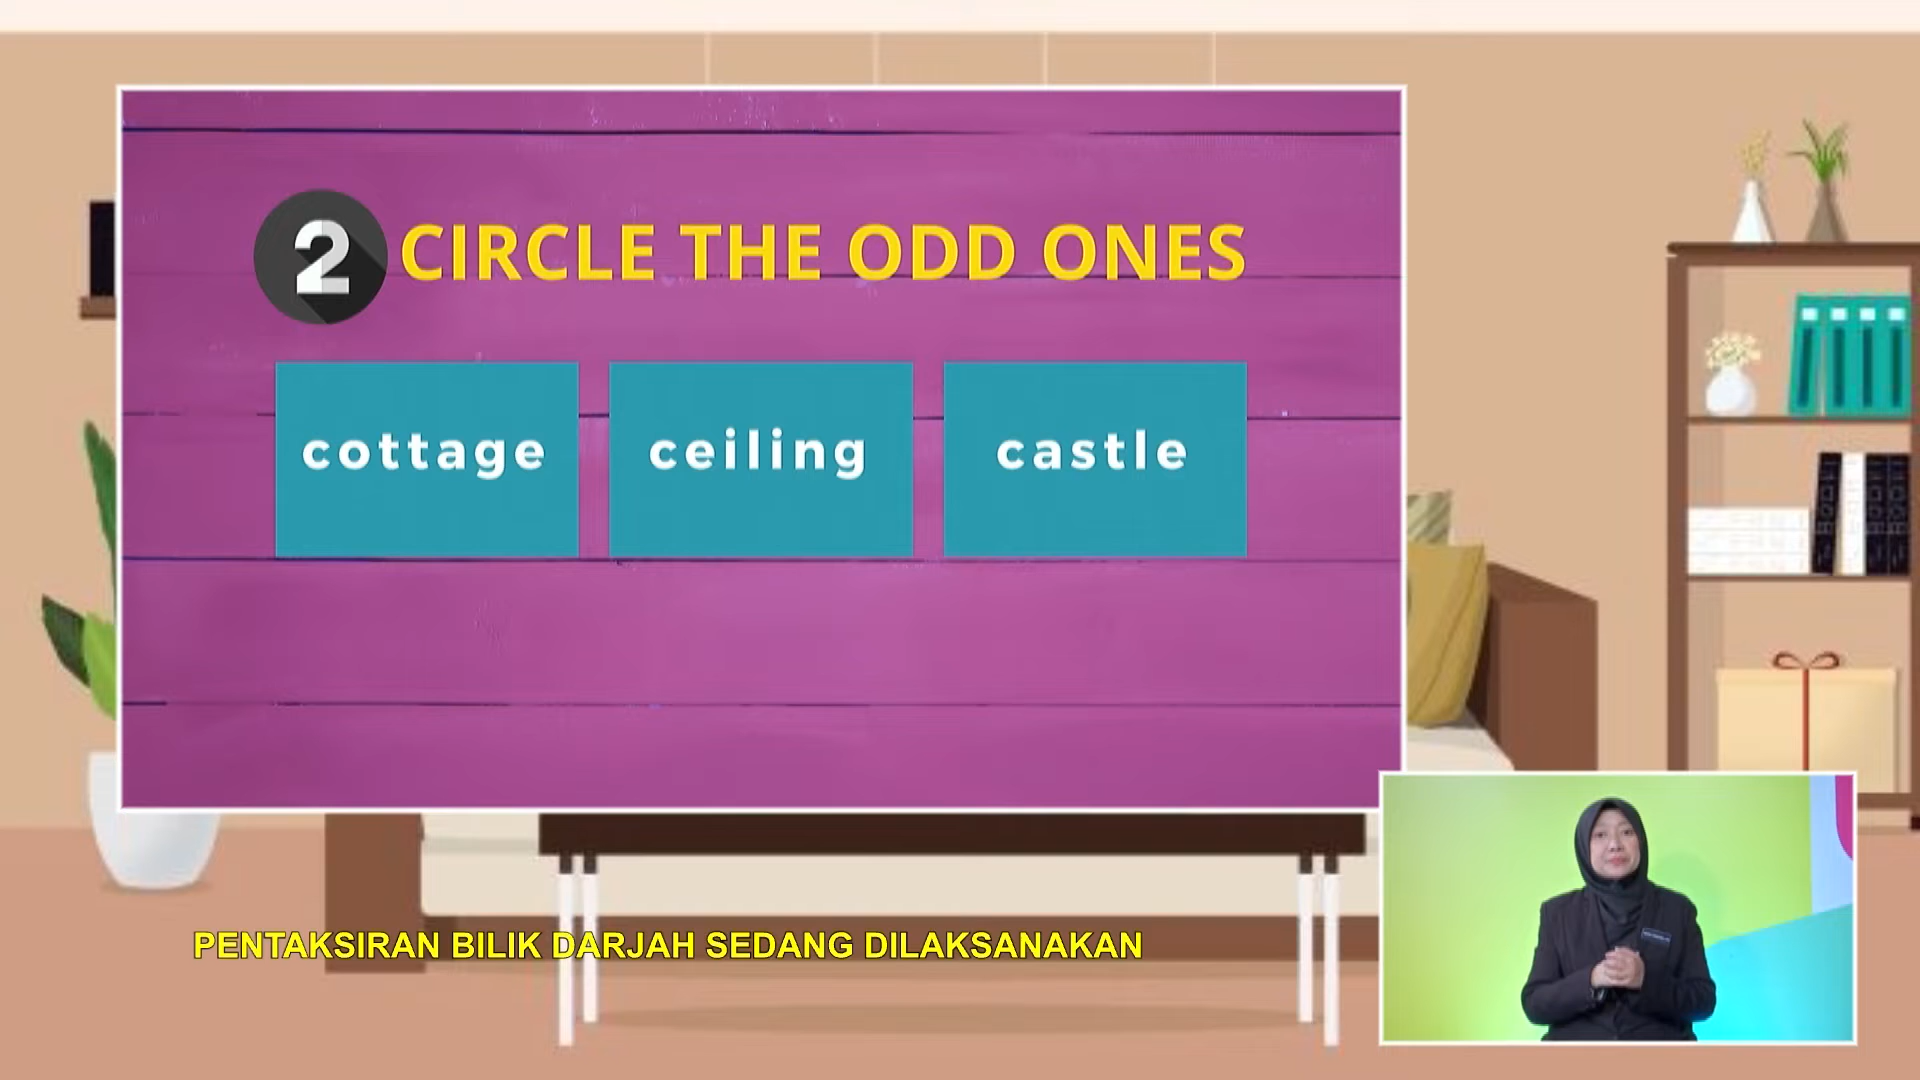 2 CIRCLE THE ODD ONES
cottage ceiling castle
PENTAKSIRAN BILIK DARJAH SEDANG DILAKSANAKAN